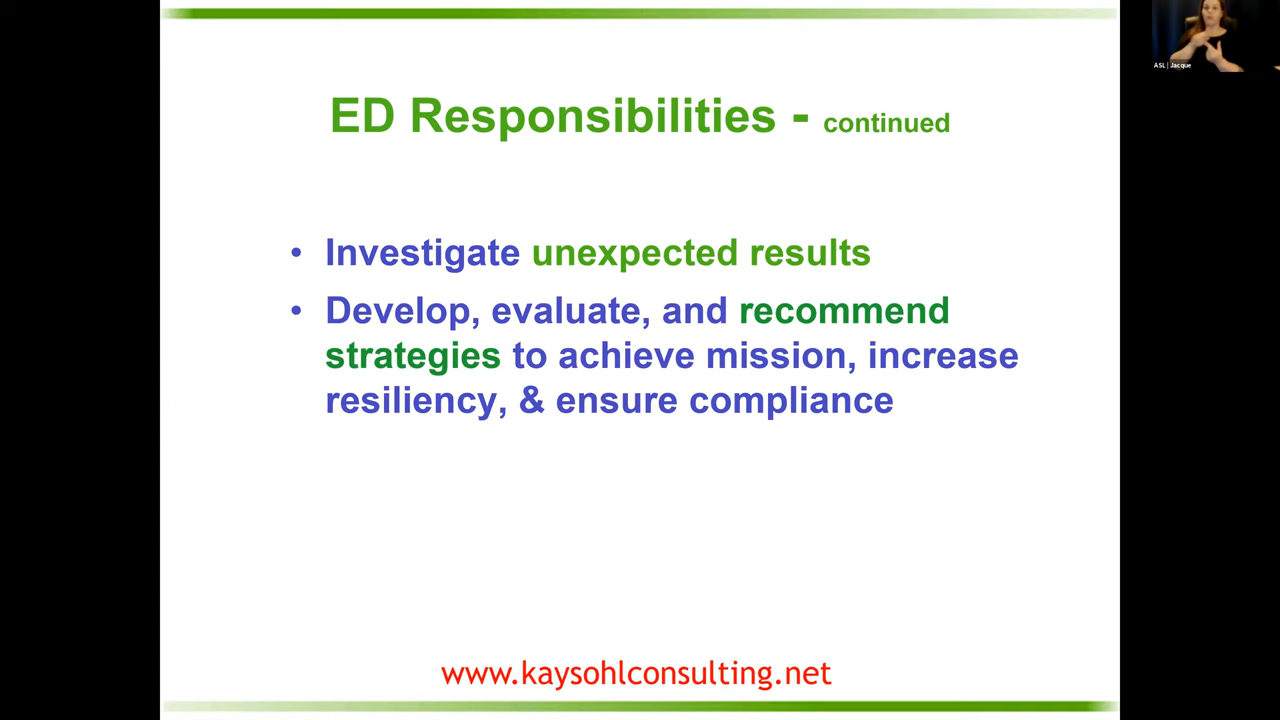 ASL | Jacque
ED Responsibilities - continued
• Investigate unexpected results
• Develop, evaluate, and recommend
strategies to achieve mission, increase
resiliency, & ensure compliance
www.kaysohlconsulting.net